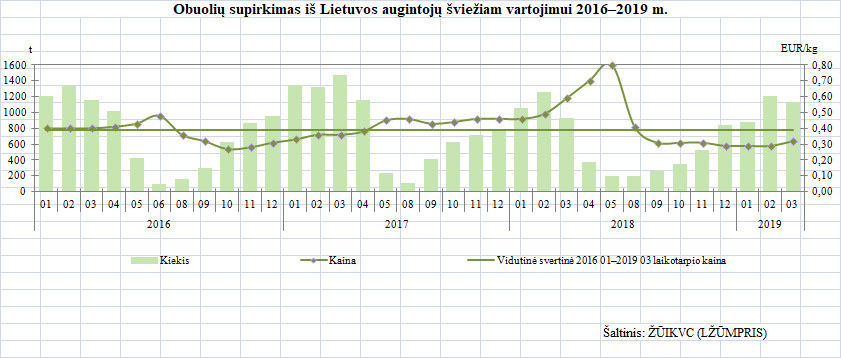 Obuolių supirkimas iš Lietuvos augintojų šviežiam vartojimui 2016–2019 m.
t EUR/kg
1600 0,80
1400 0,70
1200 0,60
1000 0,50
800 0,40
600 0,30
400 0,20
200 0,10
0 0,00
01 02 03 04 05 06 08 09 10 11 12 01 02 03 04 05 08 09 10 11 12 01 02 03 04 05 08 09 10 11 12 01 02 03
2016 2017 2018 2019
Kiekis Kaina Vidutinė svertinė 2016 01–2019 03 laikotarpio kaina
Šaltinis: ŽŪIKVC (LŽŪMPRIS)